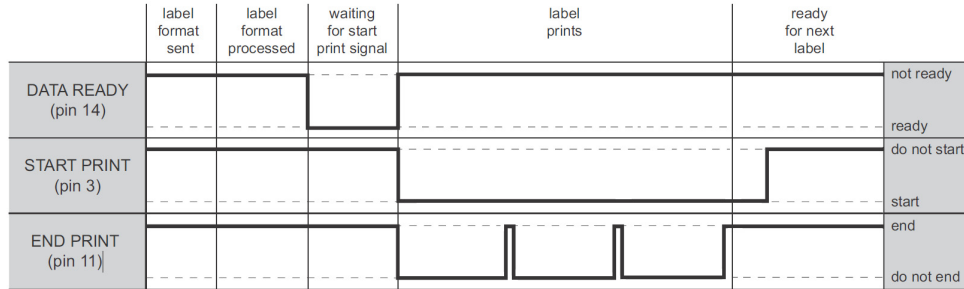 label
format
sent
label
format
processed
waiting
for start
print signal
label
prints
ready
for next
label
DATA READY
(pin 14)
not ready
ready
START PRINT
(pin 3)
do not start
start
END PRINT
(pin 11)
end
do not end